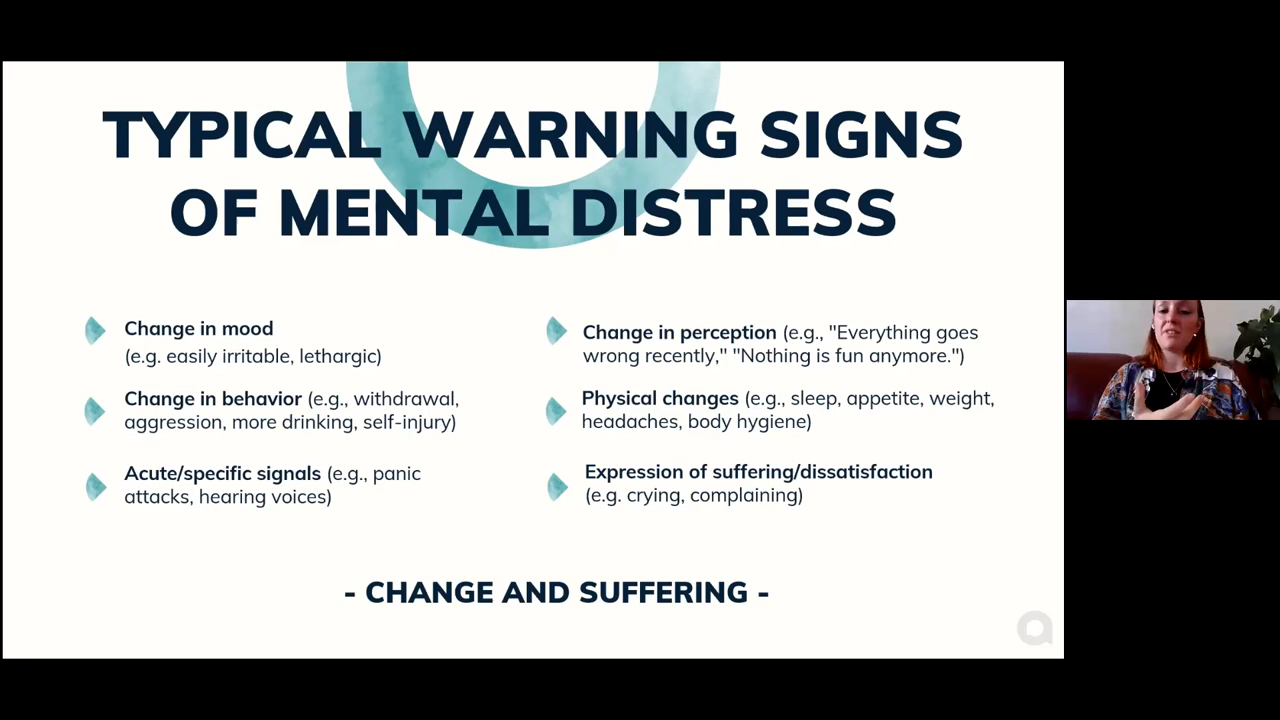 TYPICAL WARNING SIGNS
OF MENTAL DISTRESS
Change in mood
(e.g. easily irritable, lethargic)
Change in behavior (e.g., withdrawal,
aggression, more drinking, self-injury)
Acute/specific signals (e.g., panic
attacks, hearing voices)
Change in perception (e.g., "Everything goes
wrong recently," "Nothing is fun anymore.")
Physical changes (e.g., sleep, appetite, weight,
headaches, body hygiene)
Expression of suffering/dissatisfaction
(e.g. crying, complaining)
- CHANGE AND SUFFERING -